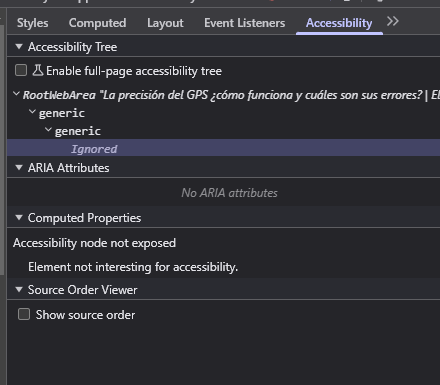 Styles Computed Layout Event Listeners Accessibility
Accessibility Tree
Enable full-page accessibility tree
RootWebArea "La precisión del GPS ¿cómo funciona y cuáles son sus errores? | El
generic
generic
Ignored
ARIA Attributes
No ARIA attributes
Computed Properties
Accessibility node not exposed
Element not interesting for accessibility.
Source Order Viewer
Show source order